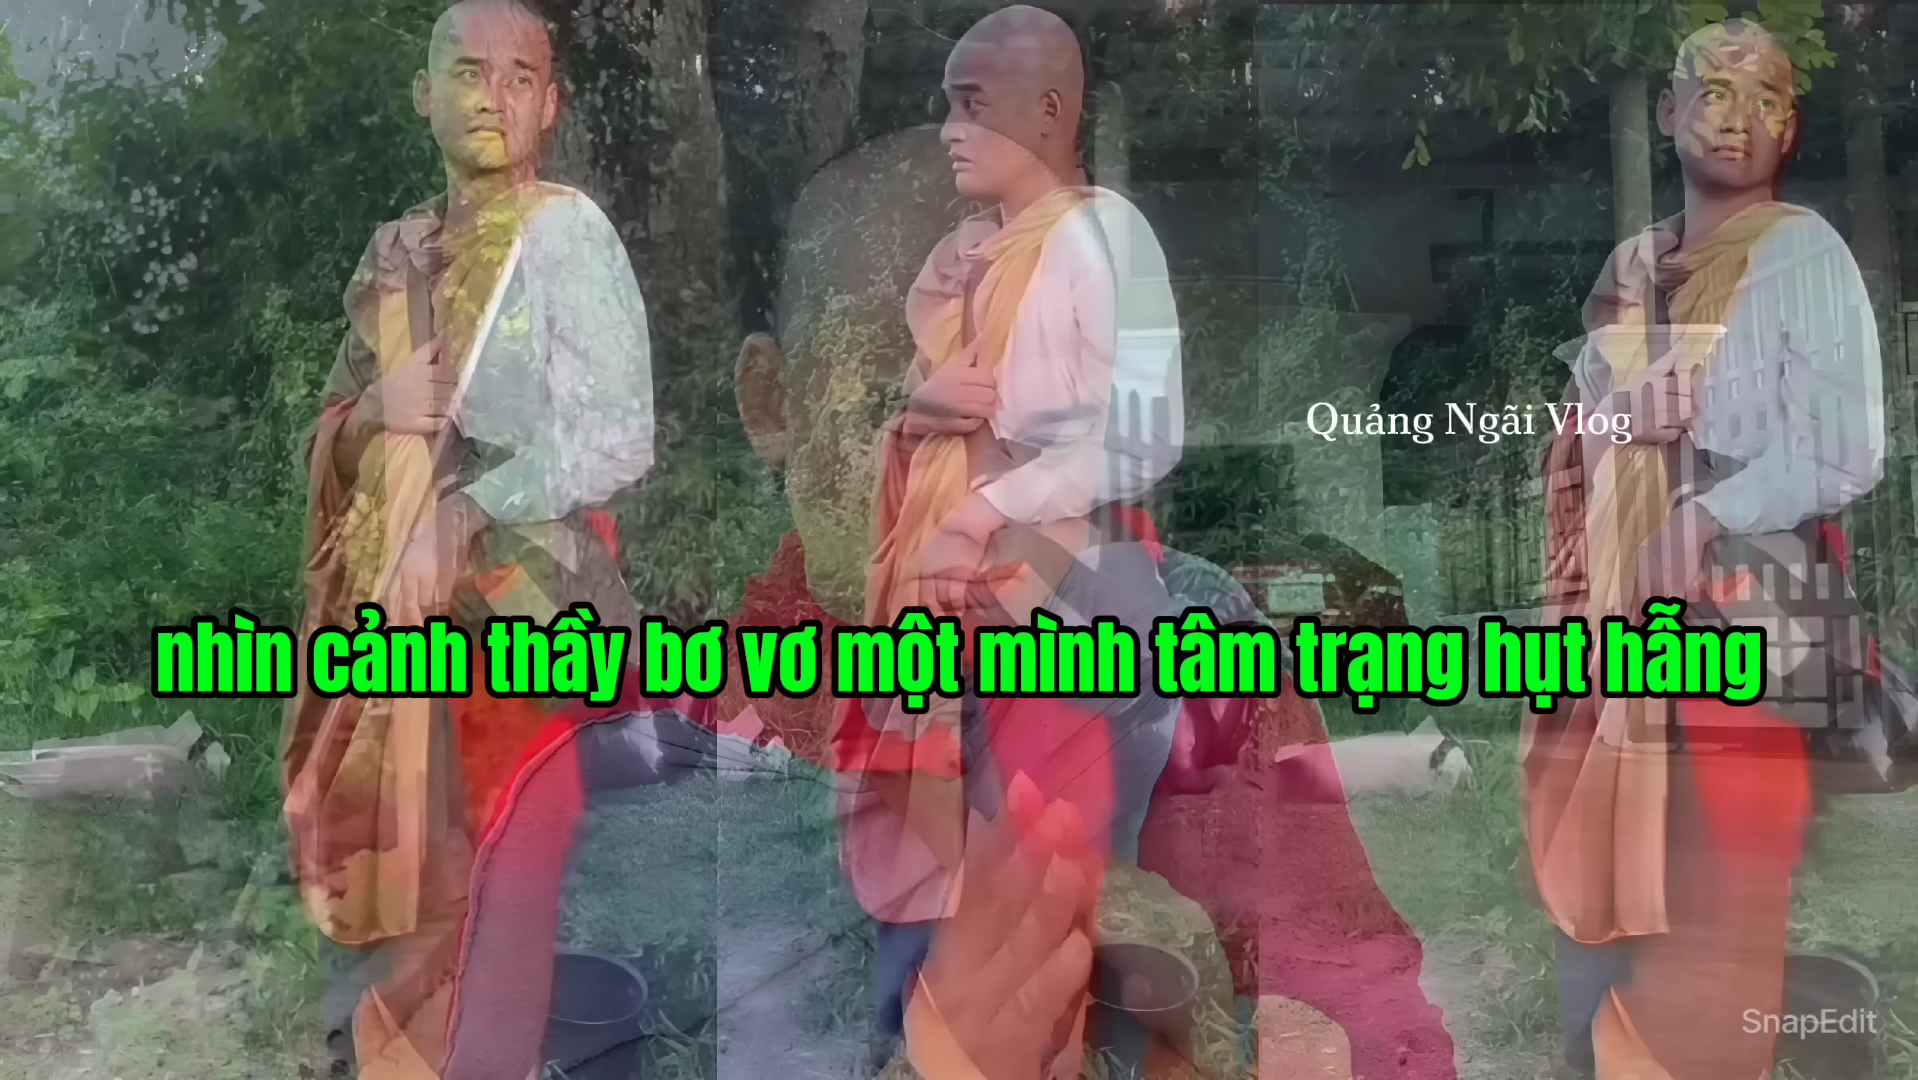 Quảng Ngãi Vlog
nhìn cảnh thầy bơ vơ một mình tâm trạng hụt hẫng
SnapEdit